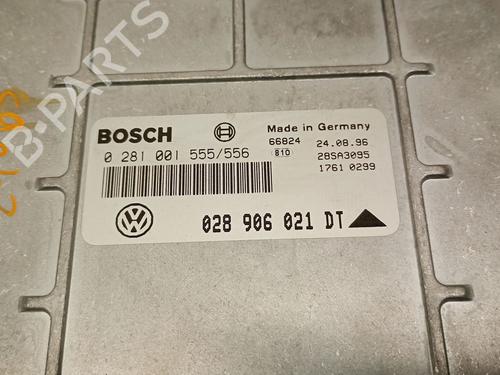 B-PARTS
BOSCH
Made in Germany
0 281 001 555/556
66824 24.08.96
810 28SA3095
1761 0299
VW
028 906 021 DT